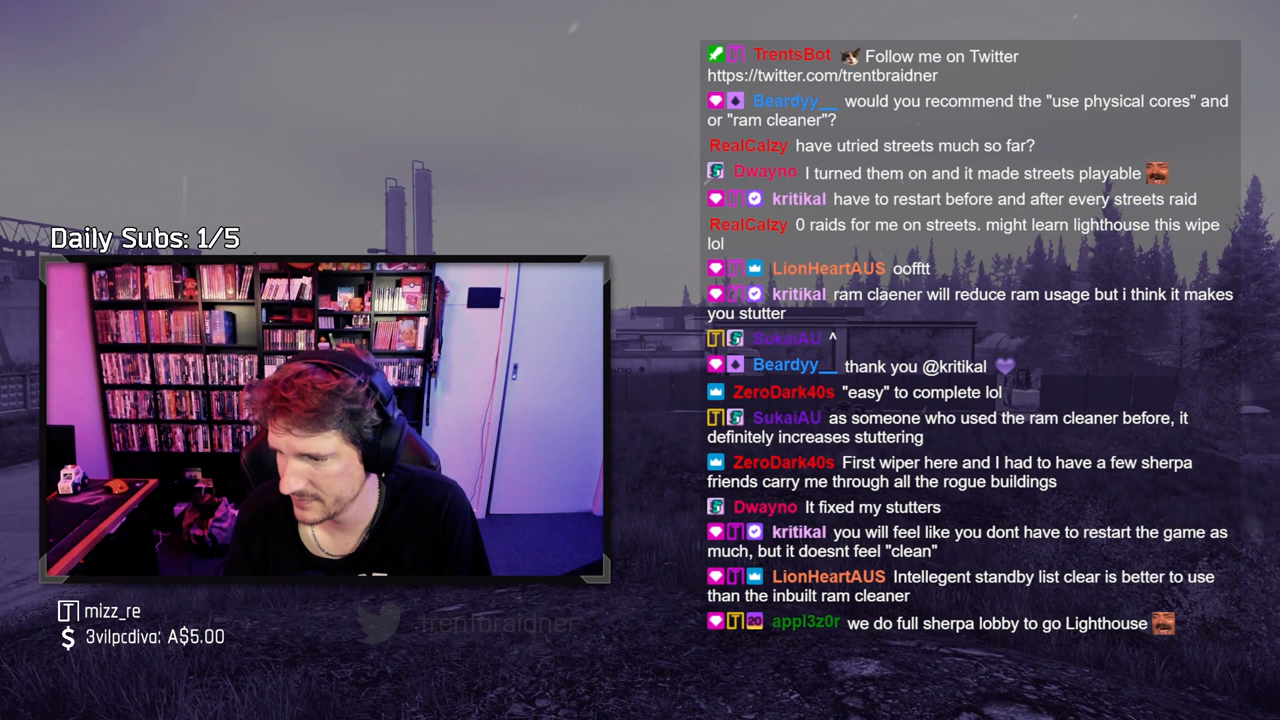 TrentsBot Follow me on Twitter
https://twitter.com/trentbraidner
Beardyy__ would you recommend the "use physical cores" and
or "ram cleaner"?
RealCalzy have utried streets much so far?
Dwayno I turned them on and it made streets playable
kritikal have to restart before and after every streets raid
RealCalzy 0 raids for me on streets. might learn lighthouse this wipe
lol
LionHeartAUS oofftt
kritikal ram claener will reduce ram usage but i think it makes
you stutter
SukaiAU ^
Beardyy__ thank you @kritikal
ZeroDark40s "easy" to complete lol
SukaiAU as someone who used the ram cleaner before, it
definitely increases stuttering
ZeroDark40s First wiper here and I had to have a few sherpa
friends carry me through all the rogue buildings
Dwayno It fixed my stutters
kritikal you will feel like you dont have to restart the game as
much, but it doesnt feel "clean"
LionHeartAUS Intellegent standby list clear is better to use
than the inbuilt ram cleaner
20 appl3z0r we do full sherpa lobby to go Lighthouse
Daily Subs: 1/5
mizz_re
$ 3vilpcdiva: A$5.00
trentbraidner